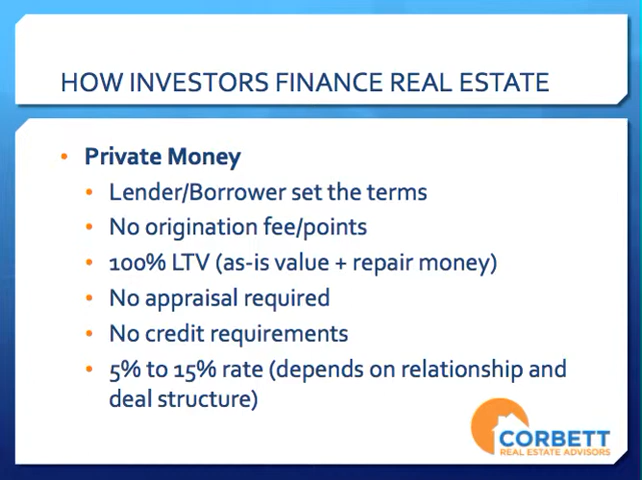 HOW INVESTORS FINANCE REAL ESTATE
• Private Money
• Lender/Borrower set the terms
• No origination fee/points
• 100% LTV (as-is value + repair money)
• No appraisal required
• No credit requirements
• 5% to 15% rate (depends on relationship and
deal structure)
CORBETT
REAL ESTATE ADVISORS